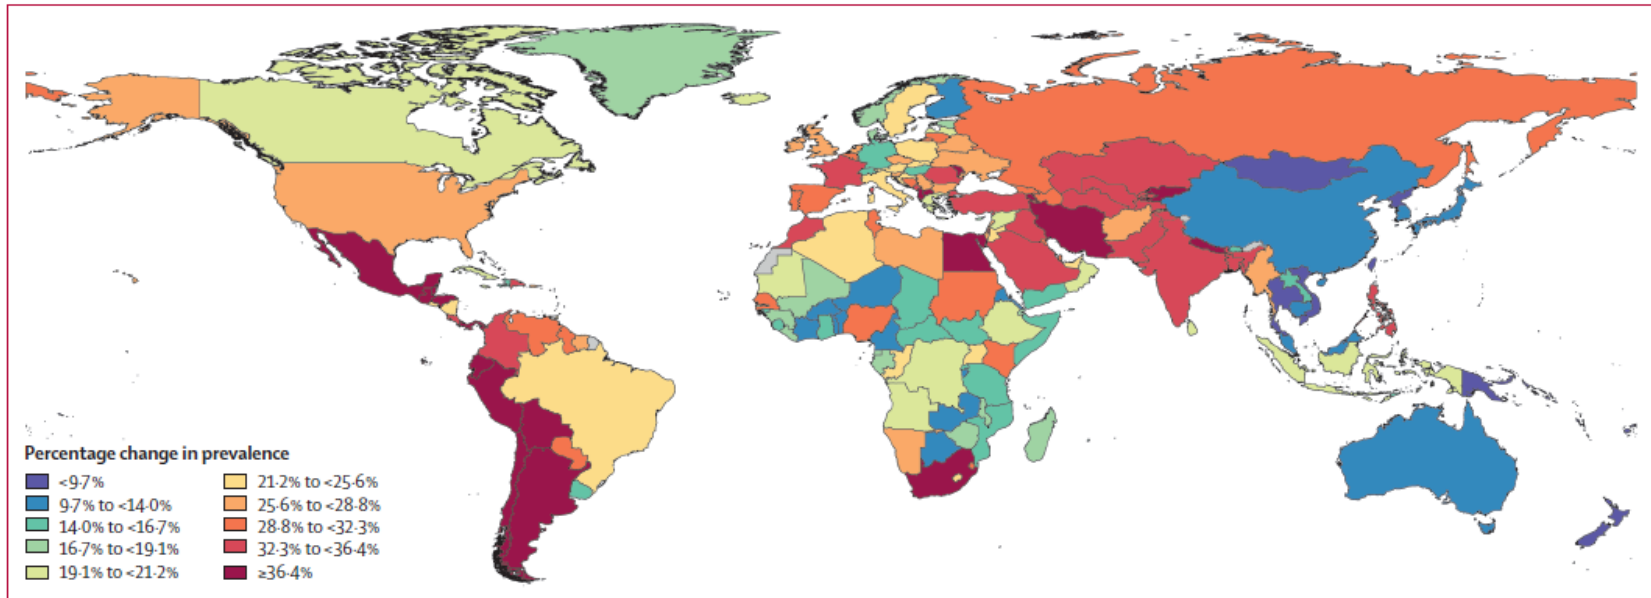 Percentage change in prevalence
<9·7%
9·7% to <14·0%
14·0% to <16·7%
16·7% to <19·1%
19·1% to <21·2%
21·2% to <25·6%
25·6% to <28·8%
28·8% to <32·3%
32·3% to <36·4%
≥36·4%